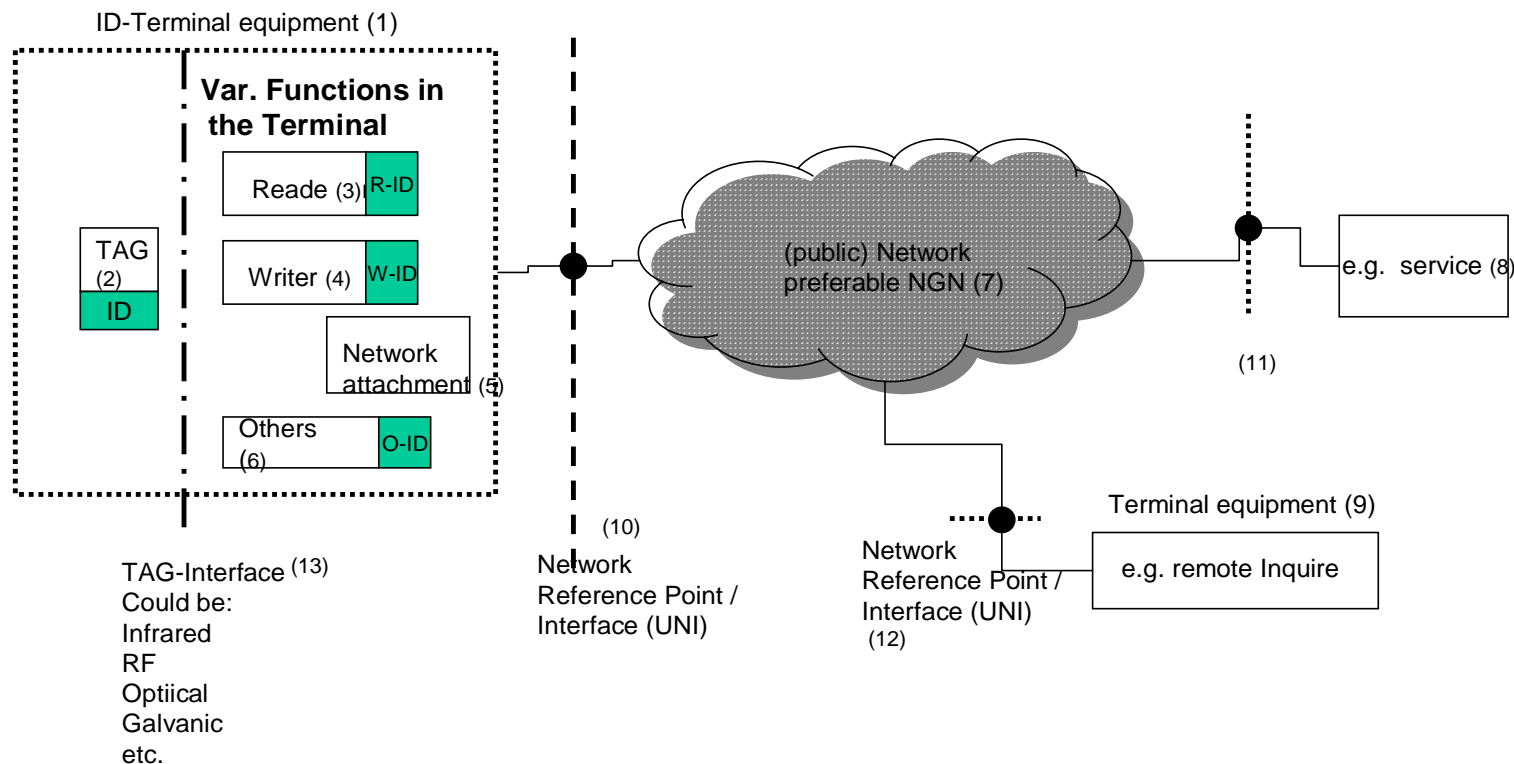 ID-Terminal equipment (1)
Var. Functions in
the Terminal
Reade (3)
R-ID
TAG
(2)
ID
Writer (4)
W-ID
Network
attachment (5)
Others
(6)
O-ID
(public) Network
preferable NGN (7)
e.g. service (8)
(11)
(10)
Network
Reference Point /
Interface (UNI)
Network
Reference Point /
Interface (UNI)
(12)
Terminal equipment (9)
e.g. remote Inquire
TAG-Interface (13)
Could be:
Infrared
RF
Optiical
Galvanic
etc.